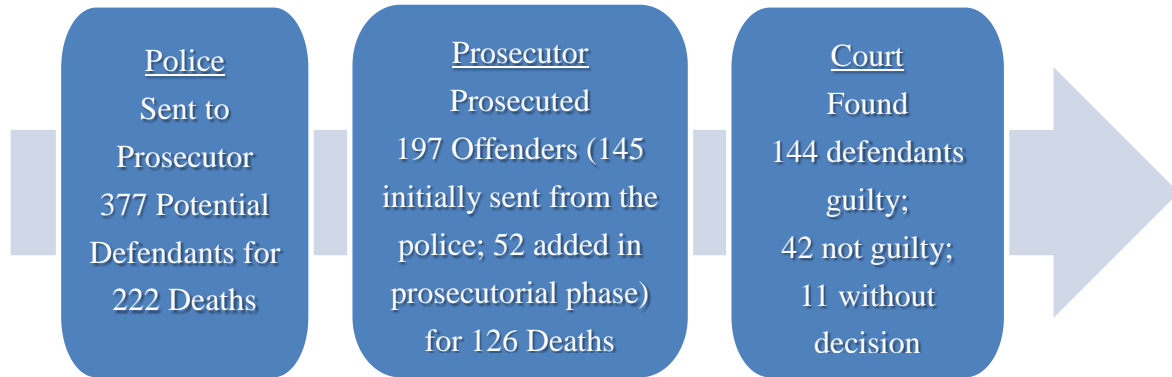 Police
Sent to
Prosecutor
377 Potential
Defendants for
222 Deaths
Prosecutor
Prosecuted
197 Offenders (145
initially sent from the
police; 52 added in
prosecutorial phase)
for 126 Deaths
Court
Found
144 defendants
guilty;
42 not guilty;
11 without
decision